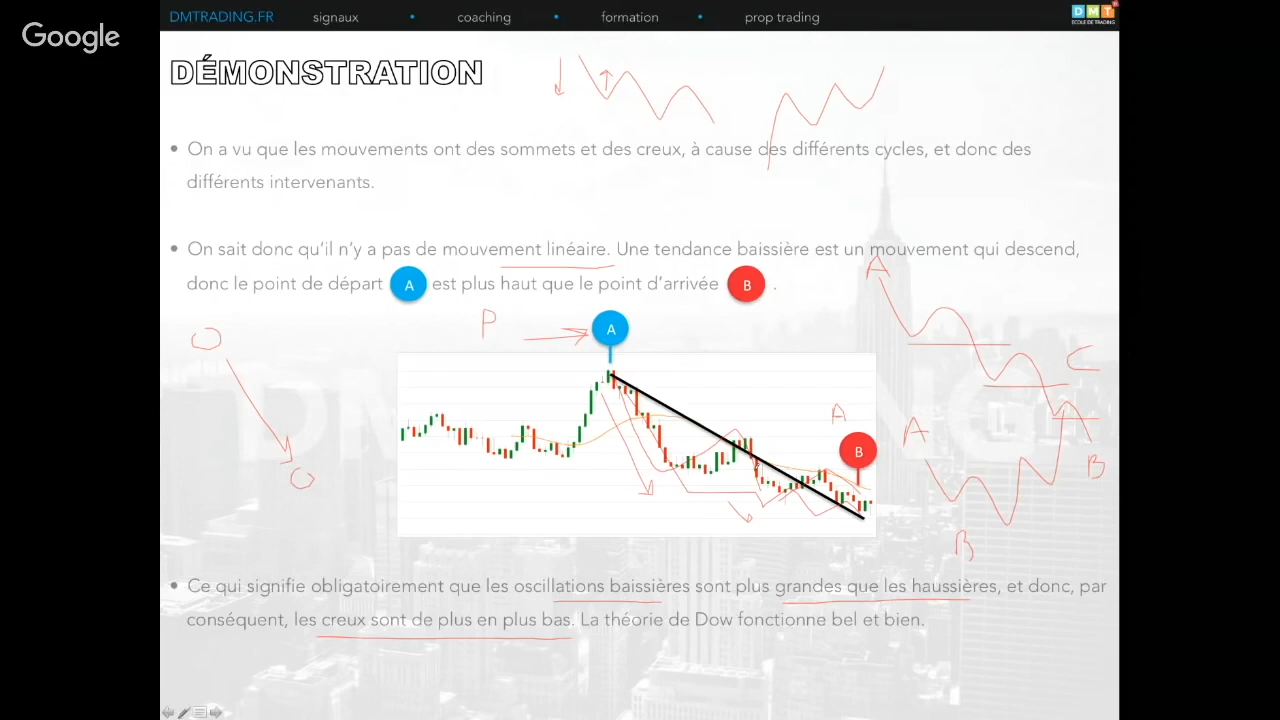 DMTRADING.FR signaux • coaching • formation • prop trading
DMT
ECOLE DE TRADING
Google
DÉMONSTRATION
• On a vu que les mouvements ont des sommets et des creux, à cause des différents cycles, et donc des
différents intervenants.
• On sait donc qu'il n'y a pas de mouvement linéaire. Une tendance baissière est un mouvement qui descend,
donc le point de départ A est plus haut que le point d'arrivée B .
A
P
A
O
C
A
A
B
B
O
B
• Ce qui signifie obligatoirement que les oscillations baissières sont plus grandes que les haussières, et donc, par
conséquent, les creux sont de plus en plus bas. La théorie de Dow fonctionne bel et bien.